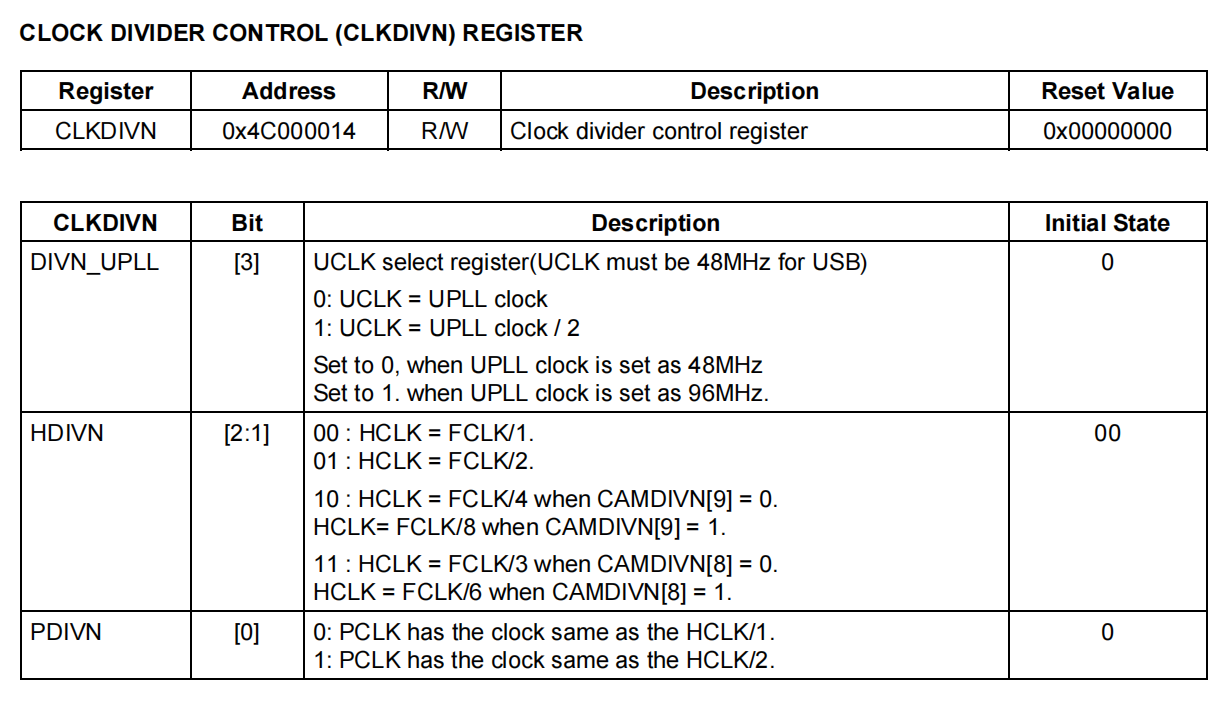 CLOCK DIVIDER CONTROL (CLKDIVN) REGISTER
Register Address R/W Description Reset Value
CLKDIVN 0x4C000014 R/W Clock divider control register 0x00000000
CLKDIVN Bit Description Initial State
DIVN_UPLL [3] UCLK select register(UCLK must be 48MHz for USB) 0
0: UCLK = UPLL clock
1: UCLK = UPLL clock / 2
Set to 0, when UPLL clock is set as 48MHz
Set to 1. when UPLL clock is set as 96MHz.
HDIVN [2:1] 00 : HCLK = FCLK/1. 00
01 : HCLK = FCLK/2.
10 : HCLK = FCLK/4 when CAMDIVN[9] = 0.
HCLK= FCLK/8 when CAMDIVN[9] = 1.
11 : HCLK = FCLK/3 when CAMDIVN[8] = 0.
HCLK = FCLK/6 when CAMDIVN[8] = 1.
PDIVN [0] 0: PCLK has the clock same as the HCLK/1. 0
1: PCLK has the clock same as the HCLK/2.